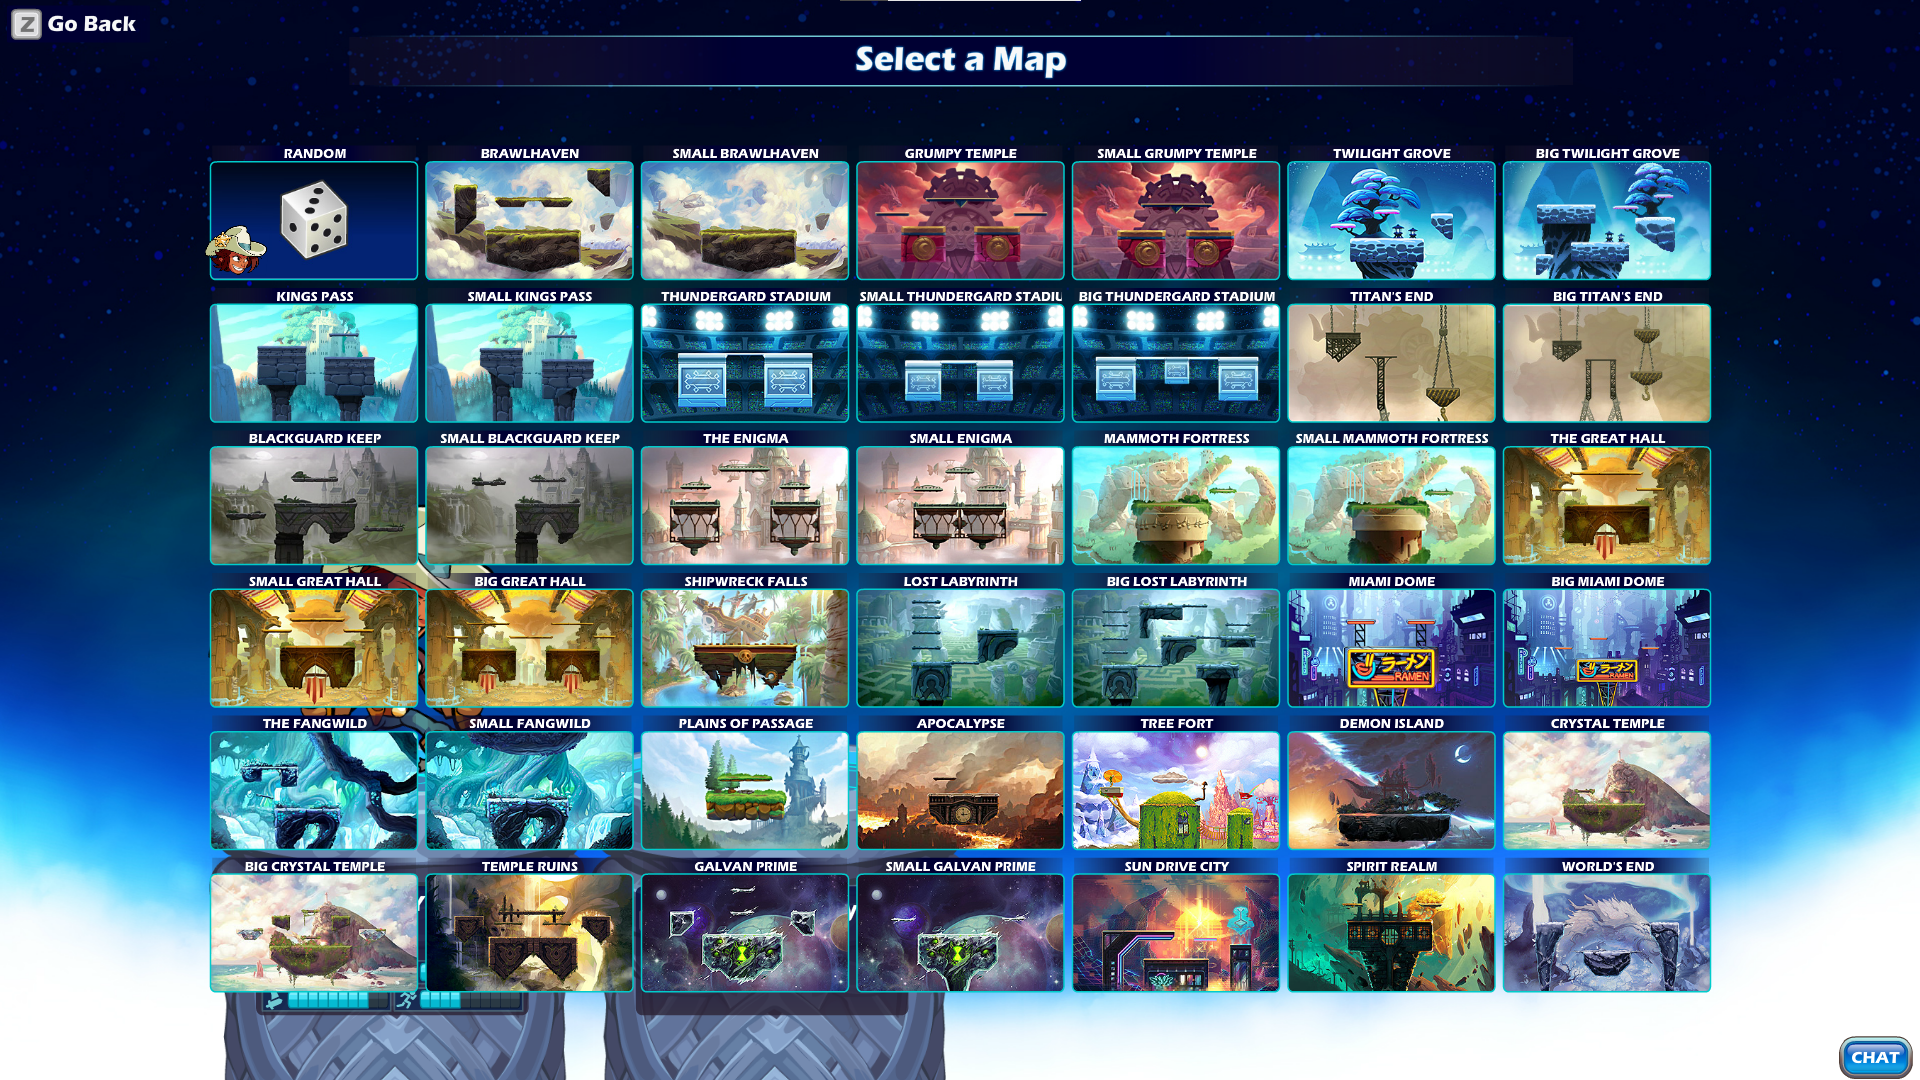 Z Go Back
Select a Map
RANDOM
BRAWLHAVEN
SMALL BRAWLHAVEN
GRUMPY TEMPLE
SMALL GRUMPY TEMPLE
TWILIGHT GROVE
BIG TWILIGHT GROVE
KINGS PASS
SMALL KINGS PASS
THUNDERGARD STADIUM
SMALL THUNDERGARD STADIU
BIG THUNDERGARD STADIUM
TITAN'S END
BIG TITAN'S END
BLACKGUARD KEEP
SMALL BLACKGUARD KEEP
THE ENIGMA
SMALL ENIGMA
MAMMOTH FORTRESS
SMALL MAMMOTH FORTRESS
THE GREAT HALL
SMALL GREAT HALL
BIG GREAT HALL
SHIPWRECK FALLS
LOST LABYRINTH
BIG LOST LABYRINTH
MIAMI DOME
BIG MIAMI DOME
ラーメン
RAMEN
ラーメン
RAMEN
THE FANGWILD
SMALL FANGWILD
PLAINS OF PASSAGE
APOCALYPSE
TREE FORT
DEMON ISLAND
CRYSTAL TEMPLE
BIG CRYSTAL TEMPLE
TEMPLE RUINS
GALVAN PRIME
SMALL GALVAN PRIME
SUN DRIVE CITY
SPIRIT REALM
WORLD'S END
CHAT